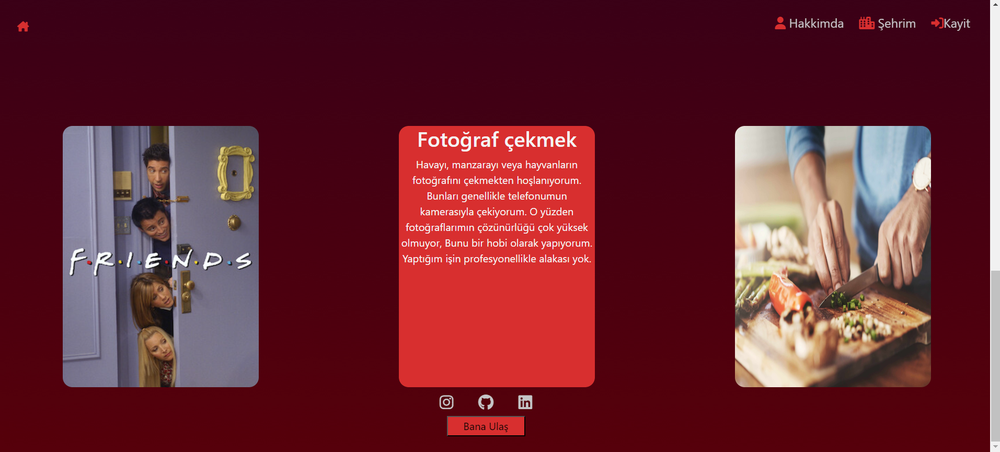 Hakkimda
Şehrim
Kayit
F·R·I·E·N·D·S
Fotoğraf çekmek
Havayı, manzarayı veya hayvanların
fotoğrafını çekmekten hoşlanıyorum.
Bunları genellikle telefonumun
kamerasıyla çekiyorum. O yüzden
fotoğraflarımın çözünürlüğü çok yüksek
olmuyor, Bunu bir hobi olarak yapıyorum.
Yaptığım işin profesyonellikle alakası yok.
in
Bana Ulaş